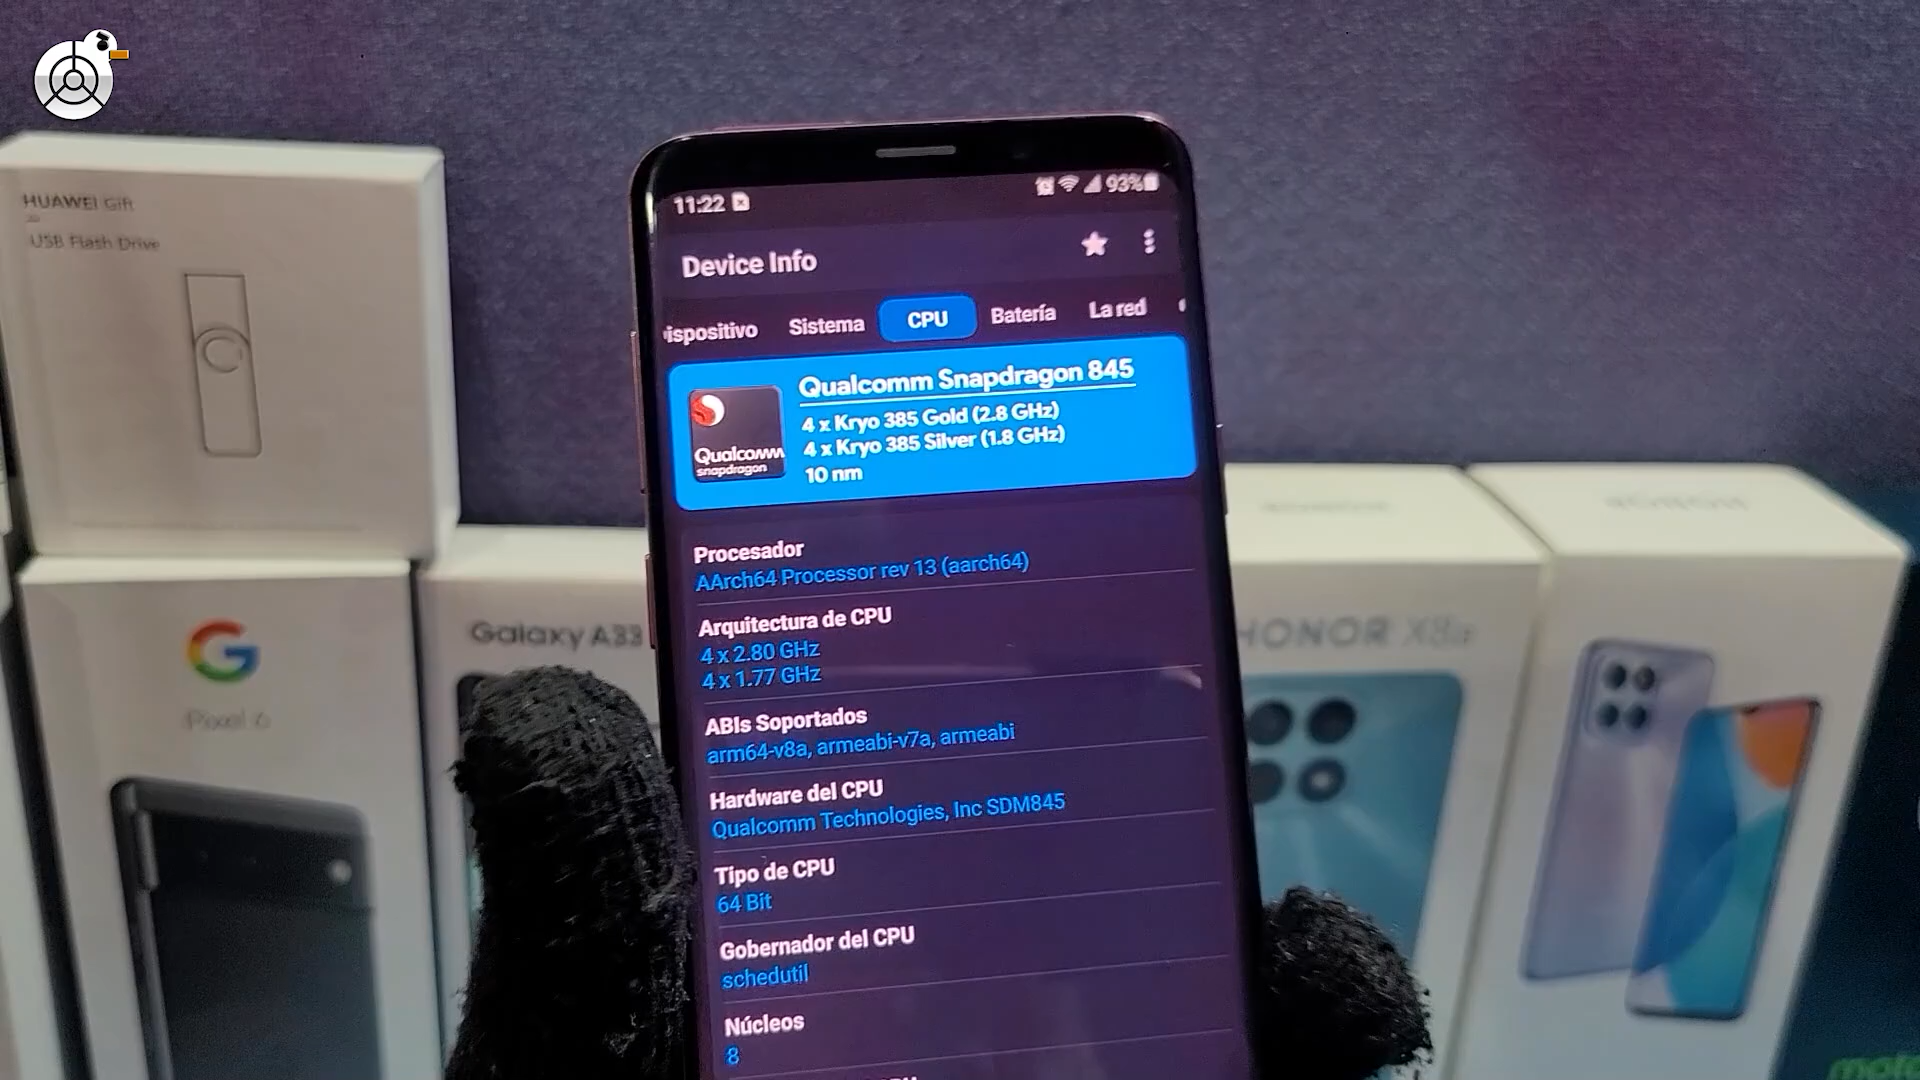 HUAWEI Gift
USB Flash Drive
Pixel 6
Galaxy A33
HONOR X8a
11:22
93%
Device Info
ispositivo
Sistema
CPU
Batería
La red
Qualcomm Snapdragon 845
4 x Kryo 385 Gold (2.8 GHz)
4 x Kryo 385 Silver (1.8 GHz)
10 nm
Qualcomm
snapdragon
Procesador
AArch64 Processor rev 13 (aarch64)
Arquitectura de CPU
4 x 2.80 GHz
4 x 1.77 GHz
ABIs Soportados
arm64-v8a, armeabi-v7a, armeabi
Hardware del CPU
Qualcomm Technologies, Inc SDM845
Tipo de CPU
64 Bit
Gobernador del CPU
schedutil
Núcleos
8